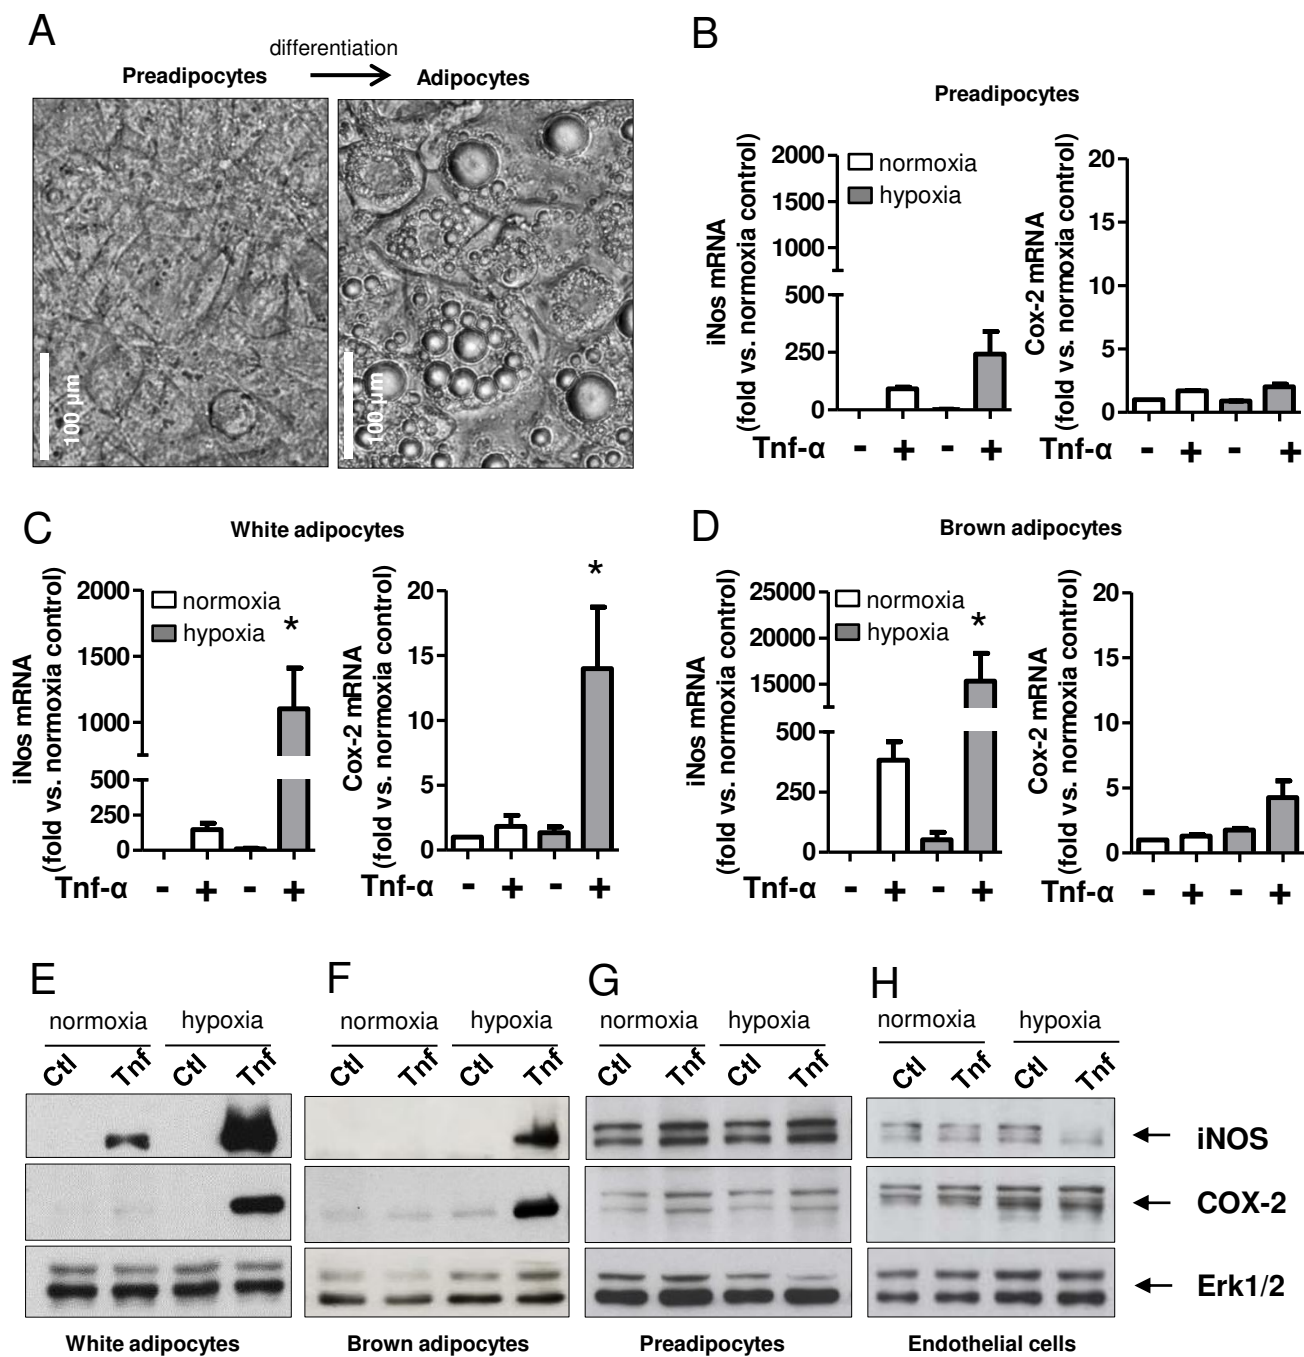 A
differentiation
Preadipocytes
Adipocytes
100 µm
100 µm
B
Preadipocytes
iNos mRNA
(fold vs. normoxia control)
2000
1500
1000
500
250
0
normoxia
hypoxia
Tnf-α - + - +
Cox-2 mRNA
(fold vs. normoxia control)
20
15
10
5
0
Tnf-α - + - +
C
White adipocytes
iNos mRNA
(fold vs. normoxia control)
2000
1500
1000
500
250
0
normoxia
hypoxia
*
Tnf-α - + - +
Cox-2 mRNA
(fold vs. normoxia control)
20
15
10
5
0
*
Tnf-α - + - +
D
Brown adipocytes
iNos mRNA
(fold vs. normoxia control)
25000
20000
15000
500
250
0
normoxia
hypoxia
*
Tnf-α - + - +
Cox-2 mRNA
(fold vs. normoxia control)
20
15
10
5
0
Tnf-α - + - +
E
normoxia hypoxia
Ctl Tnf Ctl Tnf
White adipocytes
F
normoxia hypoxia
Ctl Tnf Ctl Tnf
Brown adipocytes
G
normoxia hypoxia
Ctl Tnf Ctl Tnf
Preadipocytes
H
normoxia hypoxia
Ctl Tnf Ctl Tnf
Endothelial cells
iNOS
COX-2
Erk1/2